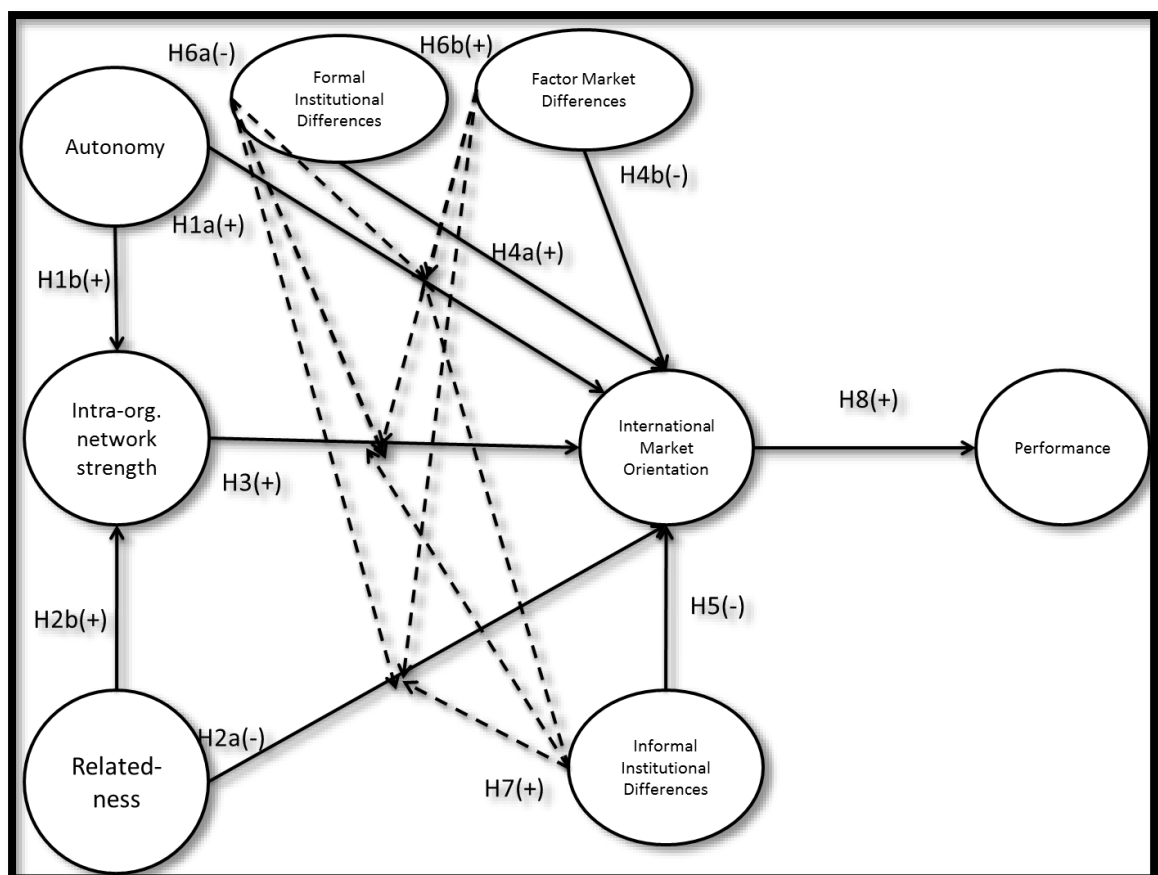 H6a(-)
H6b(+)
Formal
Institutional
Differences
Factor Market
Differences
Autonomy
H4b(-)
H1a(+)
H4a(+)
H1b(+)
H8(+)
Intra-org.
network
strength
International
Market
Orientation
Performance
H3(+)
H2b(+)
H5(-)
H2a(-)
Related-
ness
Informal
Institutional
Differences
H7(+)